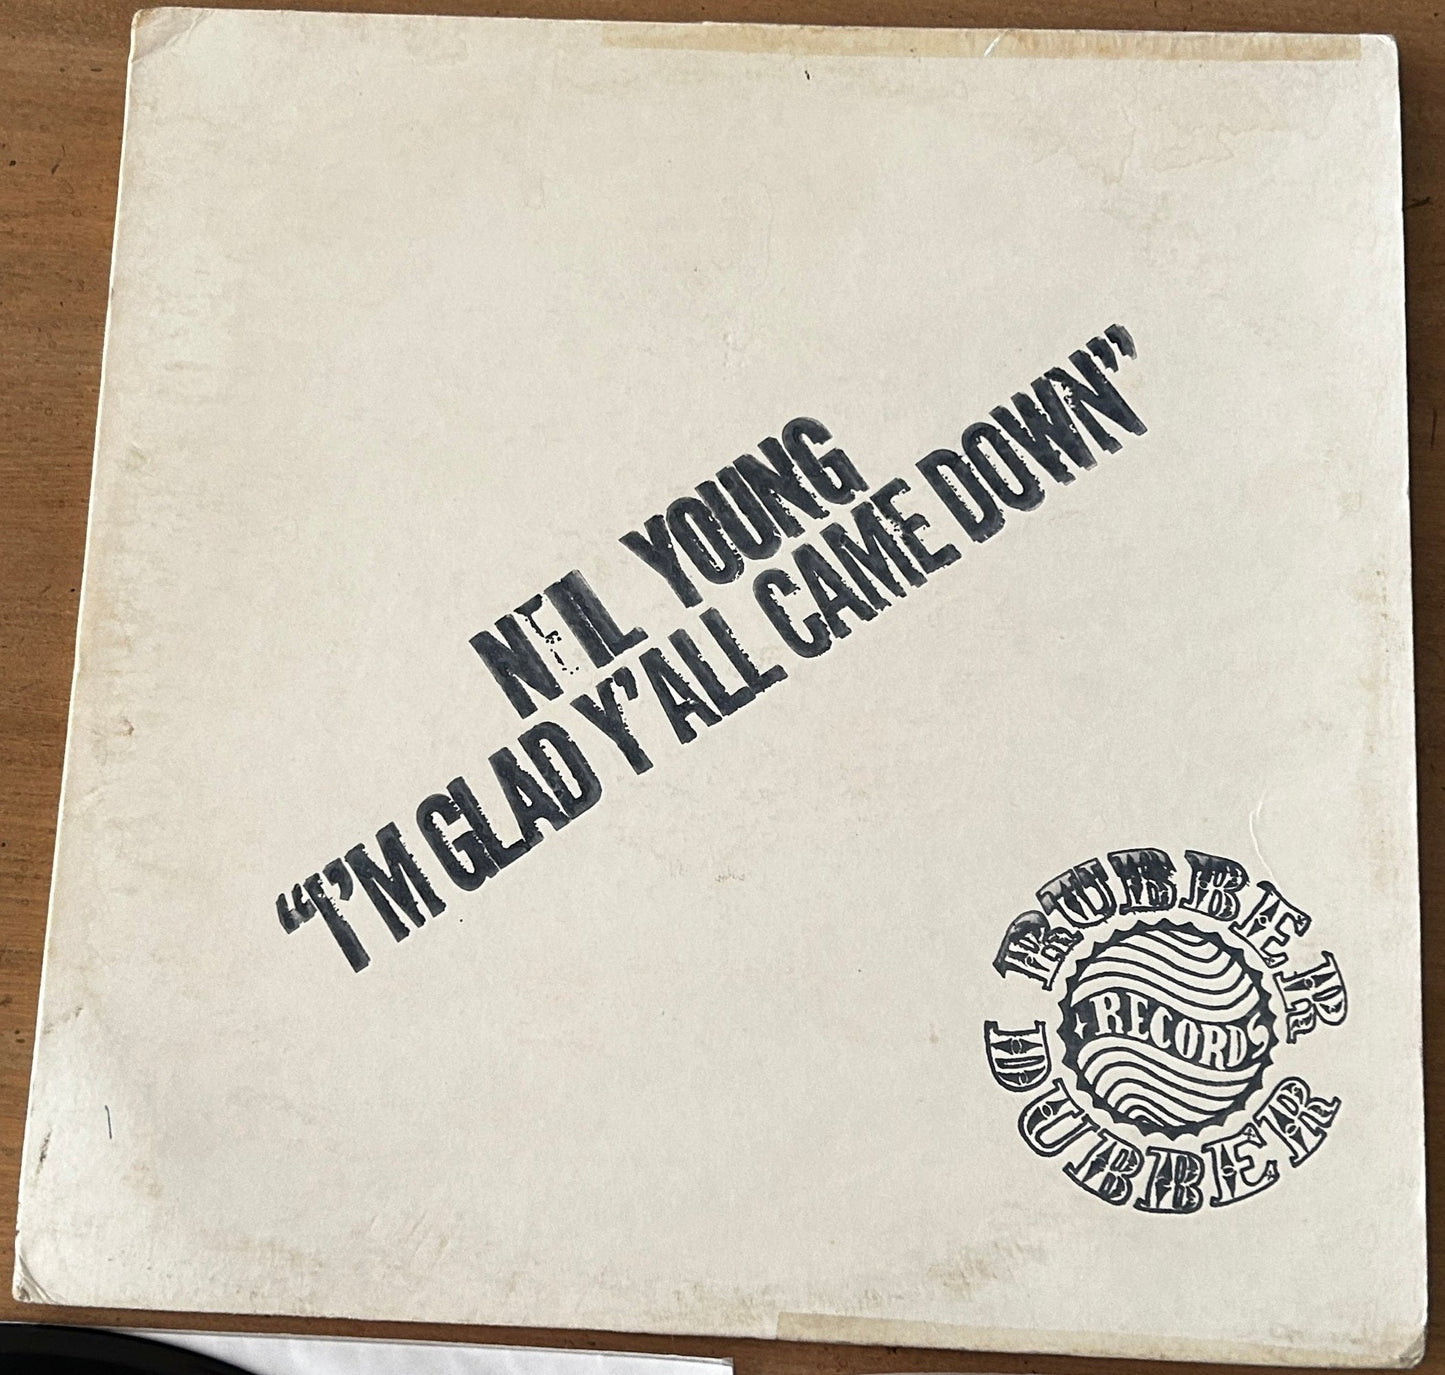 NEIL YOUNG
"I'M GLAD Y'ALL CAME DOWN"
RUBBER
RECORDS
DUBBER